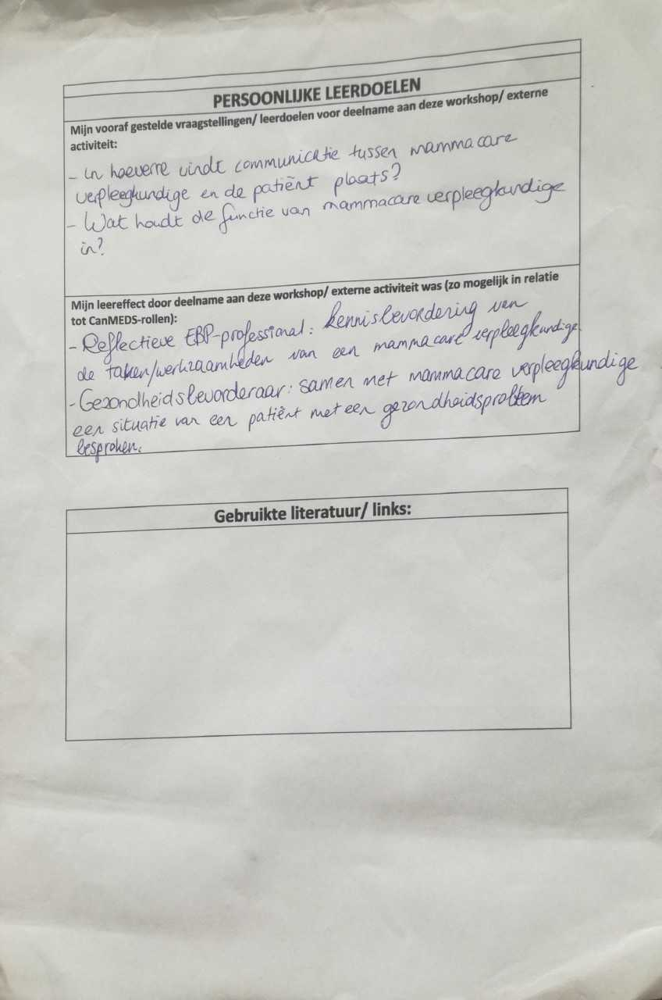 PERSOONLIJKE LEERDOELEN
Mijn vooraf gestelde vraagstellingen/ leerdoelen voor deelname aan deze workshop/ externe
activiteit:
- In hoeverre vindt communicatie tussen mammacare
verpleegkundige en de patiënt plaats?
- Wat houdt de functie van mammacare verpleegkundige
in?
Mijn leereffect door deelname aan deze workshop/ externe activiteit was (zo mogelijk in relatie
tot CanMEDS-rollen):
- Reflectieve EBP-professional: kennisbevordering van
de taken/werkzaamheden van een mammacare verpleegkundige.
- Gezondheidsbevorderaar: samen met mammacare verpleegkundige
een situatie van een patiënt met een gezondheidsprobleem
besproken.
Gebruikte literatuur/ links: